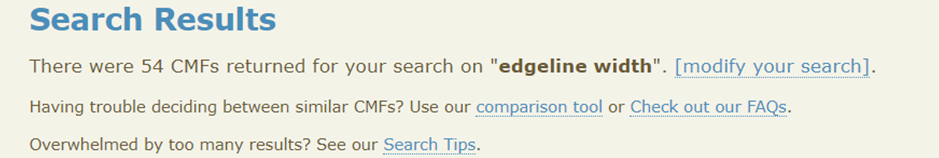 Search Results
There were 54 CMFs returned for your search on "edgeline width". [modify your search].
Having trouble deciding between similar CMFs? Use our comparison tool or Check out our FAQs.
Overwhelmed by too many results? See our Search Tips.